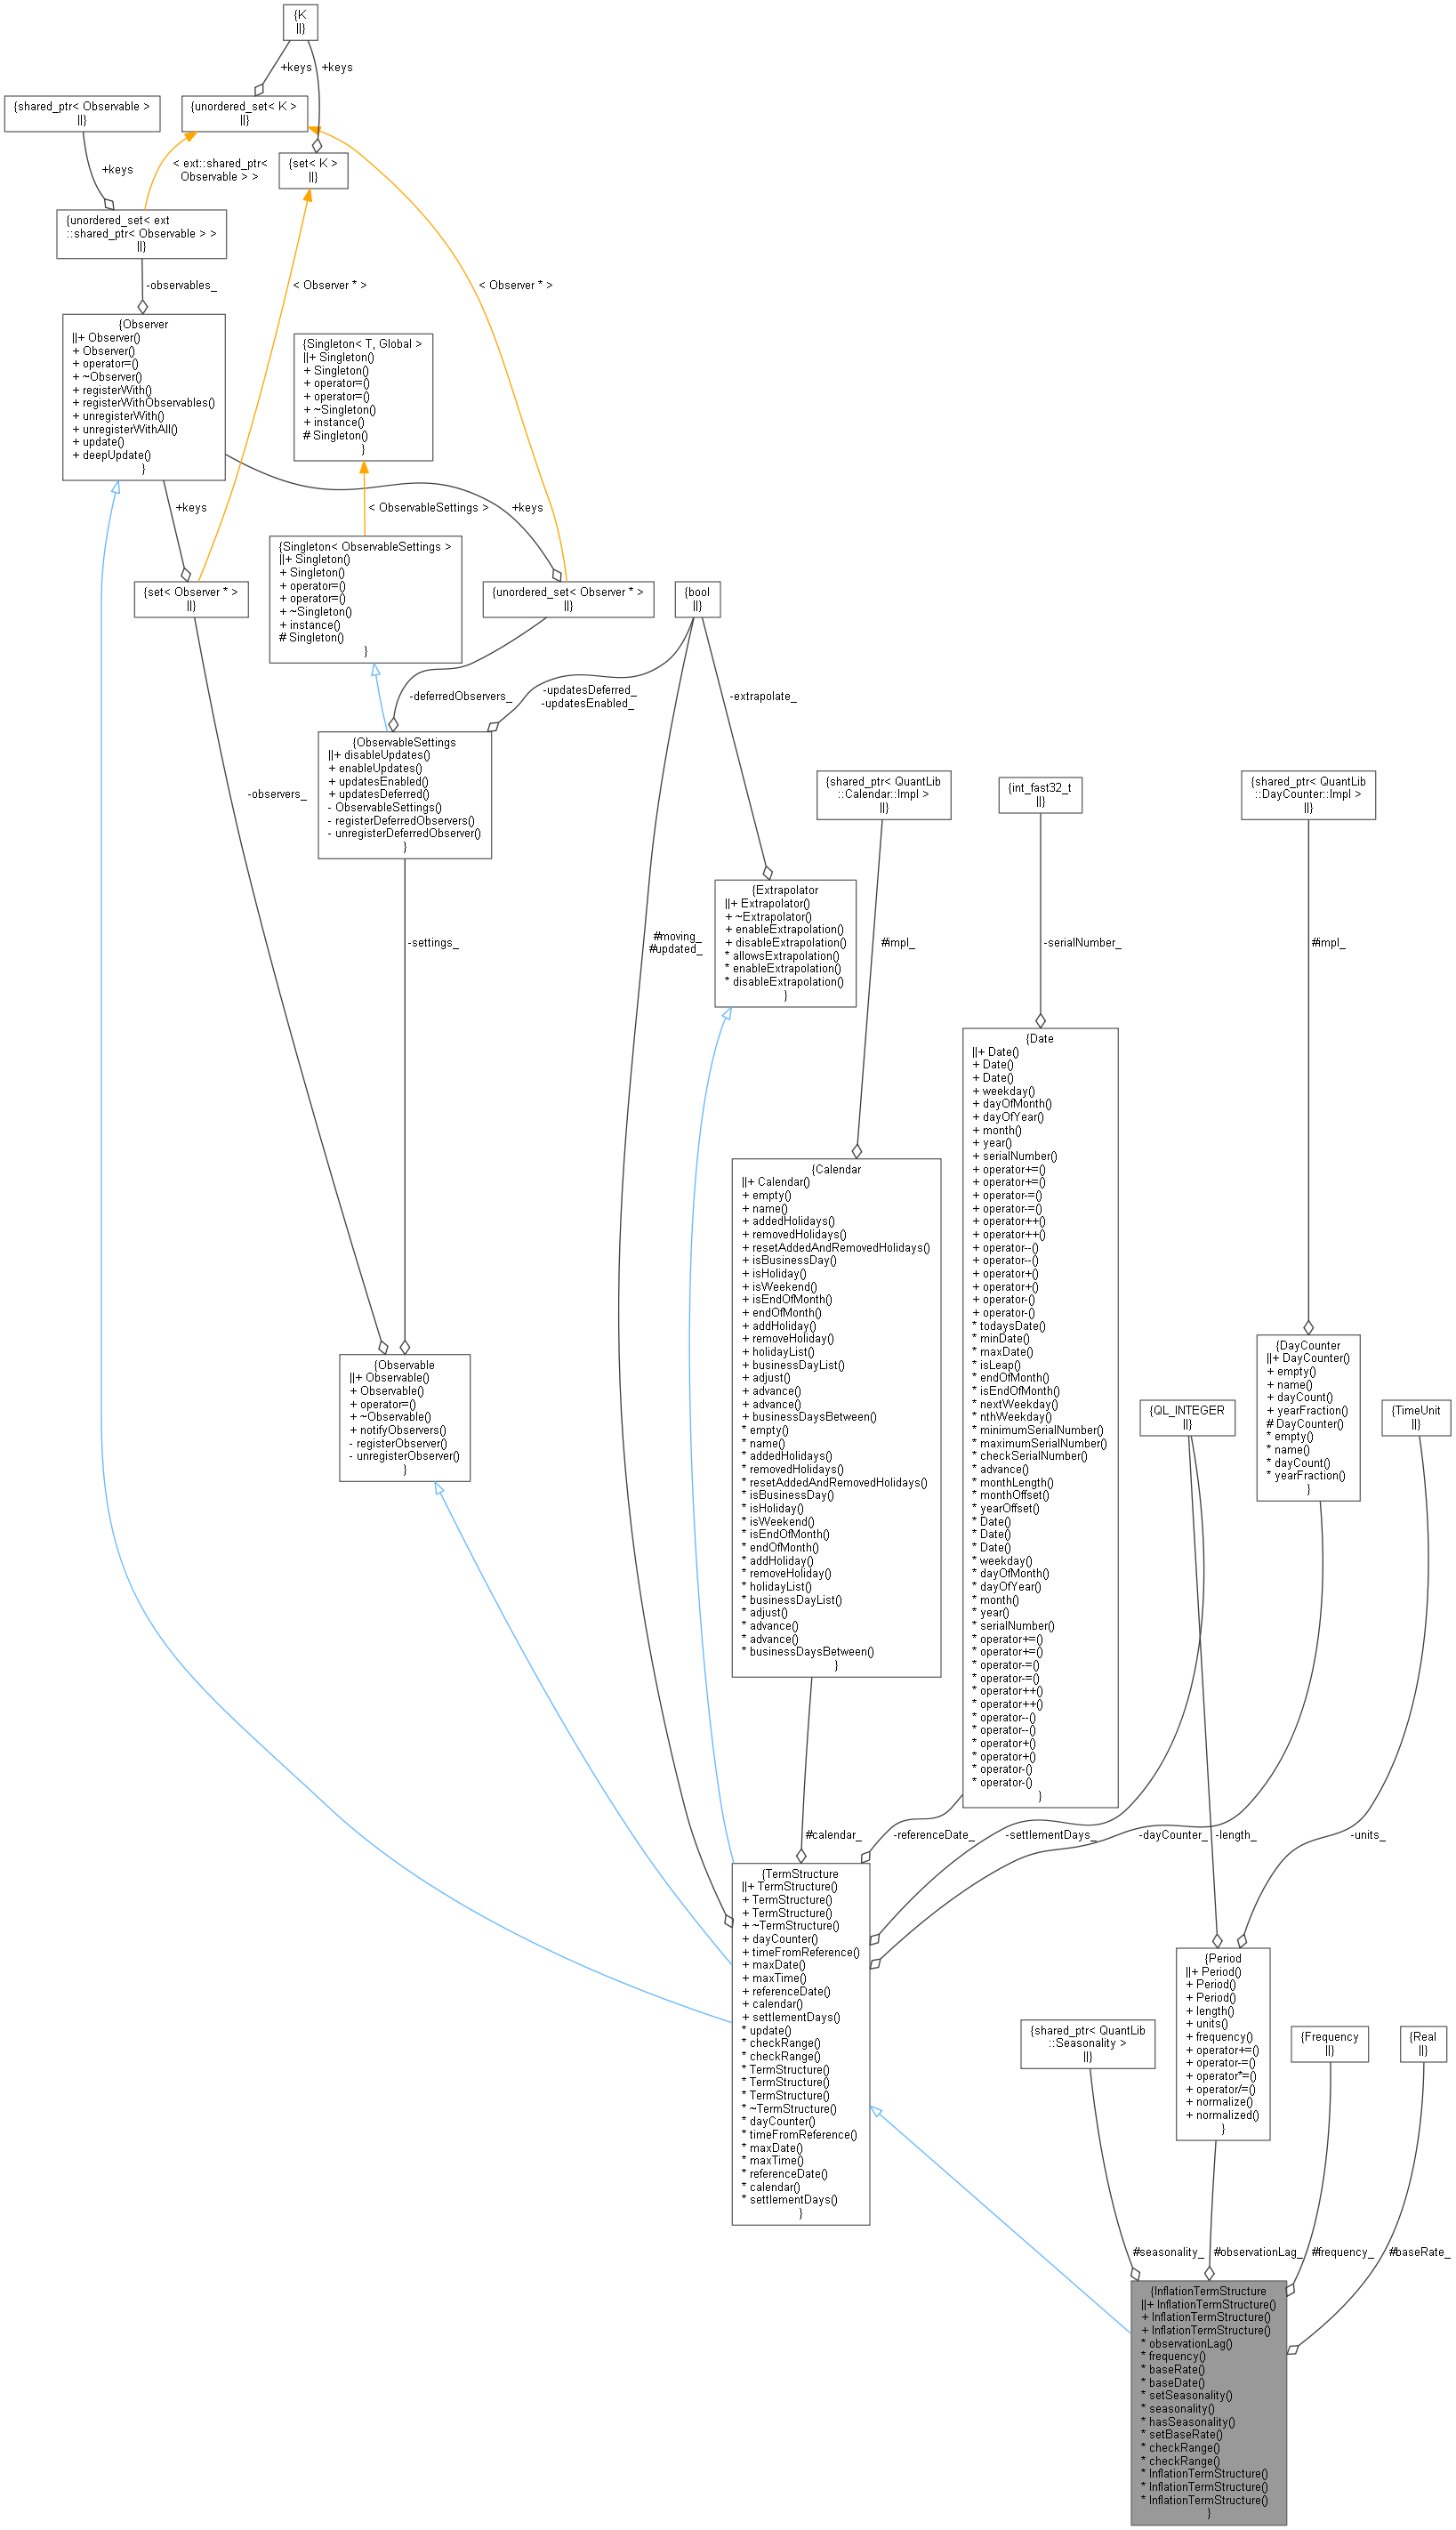 {K
||}
+keys
+keys
{shared_ptr< Observable >
||}
{unordered_set< K >
||}
+keys
< ext::shared_ptr<
Observable > >
{set< K >
||}
{unordered_set< ext
::shared_ptr< Observable > >
||}
-observables_
< Observer * >
< Observer * >
{Observer
||+ Observer()
+ Observer()
+ operator=()
+ ~Observer()
+ registerWith()
+ registerWithObservables()
+ unregisterWith()
+ unregisterWithAll()
+ update()
+ deepUpdate()
}
{Singleton< T, Global >
||+ Singleton()
+ Singleton()
+ operator=()
+ operator=()
+ ~Singleton()
+ instance()
# Singleton()
}
+keys
< ObservableSettings >
+keys
{set< Observer * >
||}
{Singleton< ObservableSettings >
||+ Singleton()
+ Singleton()
+ operator=()
+ operator=()
+ ~Singleton()
+ instance()
# Singleton()
}
{unordered_set< Observer * >
||}
{bool
||}
-deferredObservers_
-updatesDeferred_
-updatesEnabled_
-extrapolate_
{ObservableSettings
||+ disableUpdates()
+ enableUpdates()
+ updatesEnabled()
+ updatesDeferred()
- ObservableSettings()
- registerDeferredObservers()
- unregisterDeferredObserver()
}
-observers_
{shared_ptr< QuantLib
::Calendar::Impl >
||}
{int_fast32_t
||}
{shared_ptr< QuantLib
::DayCounter::Impl >
||}
-settings_
#moving_
#updated_
{Extrapolator
||+ Extrapolator()
+ ~Extrapolator()
+ enableExtrapolation()
+ disableExtrapolation()
* allowsExtrapolation()
* enableExtrapolation()
* disableExtrapolation()
}
#impl_
-serialNumber_
#impl_
{Date
||+ Date()
+ Date()
+ Date()
+ weekday()
+ dayOfMonth()
+ dayOfYear()
+ month()
+ year()
+ serialNumber()
+ operator+=()
+ operator+=()
+ operator-=()
+ operator-=()
+ operator++()
+ operator++()
+ operator--()
+ operator--()
+ operator+()
+ operator+()
+ operator-()
+ operator-()
* todaysDate()
* minDate()
* maxDate()
* isLeap()
* endOfMonth()
* isEndOfMonth()
* nextWeekday()
* nthWeekday()
* minimumSerialNumber()
* maximumSerialNumber()
* checkSerialNumber()
* advance()
* monthLength()
* monthOffset()
* yearOffset()
* Date()
* Date()
* Date()
* weekday()
* dayOfMonth()
* dayOfYear()
* month()
* year()
* serialNumber()
* operator+=()
* operator+=()
* operator-=()
* operator-=()
* operator++()
* operator++()
* operator--()
* operator--()
* operator+()
* operator+()
* operator-()
* operator-()
}
{Calendar
||+ Calendar()
+ empty()
+ name()
+ addedHolidays()
+ removedHolidays()
+ resetAddedAndRemovedHolidays()
+ isBusinessDay()
+ isHoliday()
+ isWeekend()
+ isEndOfMonth()
+ endOfMonth()
+ addHoliday()
+ removeHoliday()
+ holidayList()
+ businessDayList()
+ adjust()
+ advance()
+ advance()
+ businessDaysBetween()
* empty()
* name()
* addedHolidays()
* removedHolidays()
* resetAddedAndRemovedHolidays()
* isBusinessDay()
* isHoliday()
* isWeekend()
* isEndOfMonth()
* endOfMonth()
* addHoliday()
* removeHoliday()
* holidayList()
* businessDayList()
* adjust()
* advance()
* advance()
* businessDaysBetween()
}
{Observable
||+ Observable()
+ Observable()
+ operator=()
+ ~Observable()
+ notifyObservers()
- registerObserver()
- unregisterObserver()
}
{DayCounter
||+ DayCounter()
+ empty()
+ name()
+ dayCount()
+ yearFraction()
# DayCounter()
* empty()
* name()
* dayCount()
* yearFraction()
}
{QL_INTEGER
||}
{TimeUnit
||}
#calendar_
-referenceDate_
-settlementDays_
-dayCounter_
-length_
-units_
{TermStructure
||+ TermStructure()
+ TermStructure()
+ TermStructure()
+ ~TermStructure()
+ dayCounter()
+ timeFromReference()
+ maxDate()
+ maxTime()
+ referenceDate()
+ calendar()
+ settlementDays()
* update()
* checkRange()
* checkRange()
* TermStructure()
* TermStructure()
* TermStructure()
* ~TermStructure()
* dayCounter()
* timeFromReference()
* maxDate()
* maxTime()
* referenceDate()
* calendar()
* settlementDays()
}
{Period
||+ Period()
+ Period()
+ Period()
+ length()
+ units()
+ frequency()
+ operator+=()
+ operator-=()
+ operator*=()
+ operator/=()
+ normalize()
+ normalized()
}
{shared_ptr< QuantLib
::Seasonality >
||}
{Frequency
||}
{Real
||}
#seasonality_
#observationLag_
#frequency_
#baseRate_
{InflationTermStructure
||+ InflationTermStructure()
+ InflationTermStructure()
+ InflationTermStructure()
* observationLag()
* frequency()
* baseRate()
* baseDate()
* setSeasonality()
* seasonality()
* hasSeasonality()
* setBaseRate()
* checkRange()
* checkRange()
* InflationTermStructure()
* InflationTermStructure()
* InflationTermStructure()
}